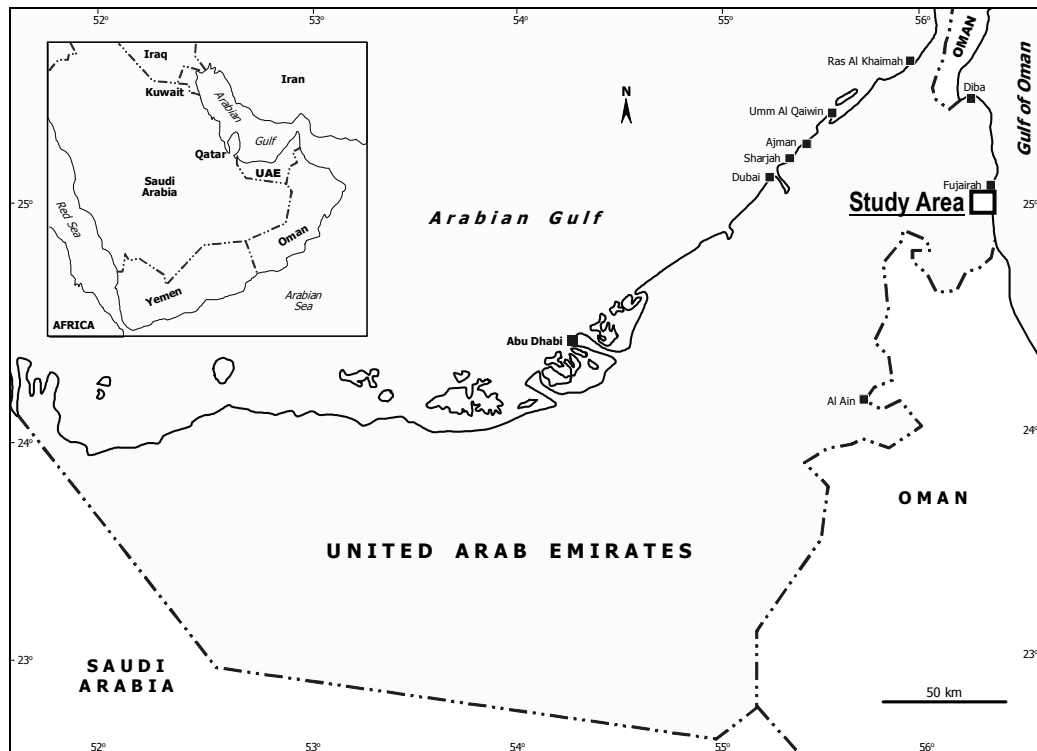 52°
53°
54°
55°
56°
Iraq
Kuwait
Iran
Arabian
Gulf
Qatar
UAE
Saudi
Arabia
Red Sea
Oman
Yemen
Arabian
Sea
AFRICA
N
OMAN
Gulf of Oman
Ras Al Khaimah
Diba
Umm Al Qaiwin
Ajman
Sharjah
Dubai
Fujairah
Study Area
25°
25°
Arabian Gulf
Abu Dhabi
Al Ain
24°
24°
OMAN
UNITED ARAB EMIRATES
23°
23°
SAUDI
ARABIA
50 km
52°
53°
54°
55°
56°